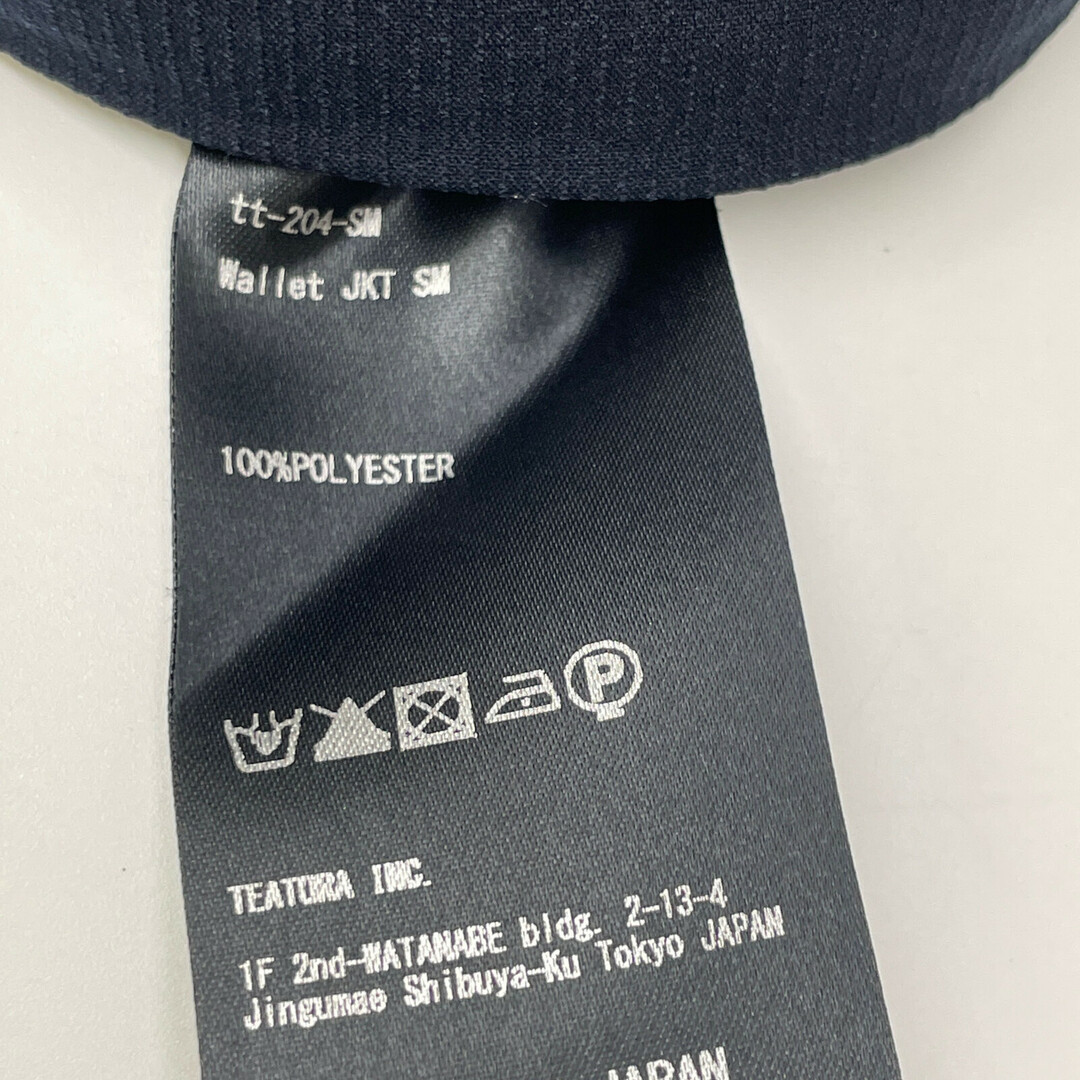 tt-204-SM
Wallet JKT SM
100%POLYESTER
P
TEATORA INC.
1F 2nd-WATANABE bldg. 2-13-4
Jingumae Shibuya-Ku Tokyo JAPAN
JAPAN